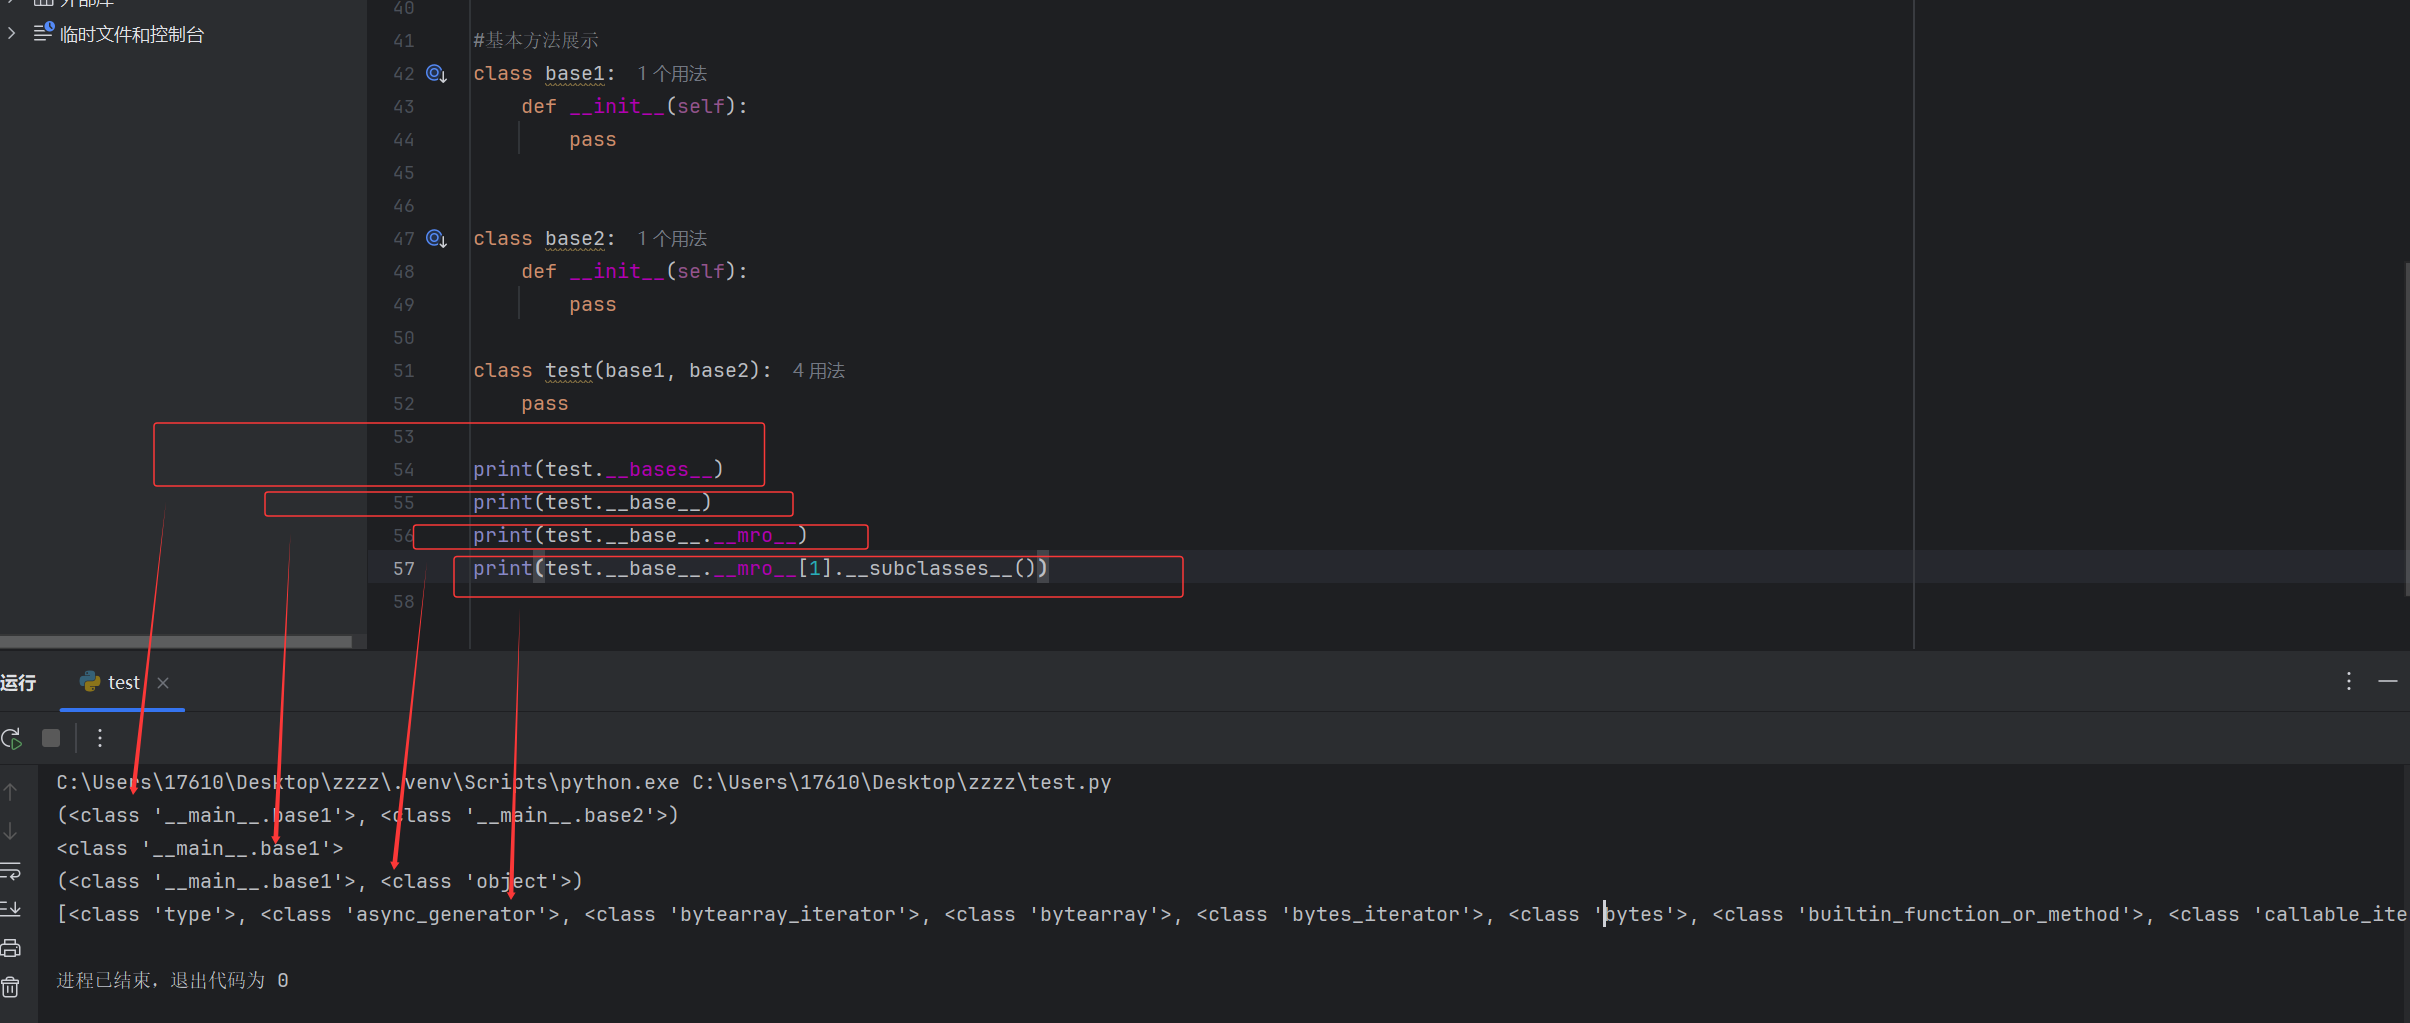 外部库
临时文件和控制台
40
41 #基本方法展示
42 class base1: 1 个用法
43 def __init__(self):
44 pass
45
46
47 class base2: 1 个用法
48 def __init__(self):
49 pass
50
51 class test(base1, base2): 4 用法
52 pass
53
54 print(test.__bases__)
55 print(test.__base__)
56 print(test.__base__.__mro__)
57 print(test.__base__.__mro__[1].__subclasses__())
58
运行 test
C:\Users\17610\Desktop\zzzz\.venv\Scripts\python.exe C:\Users\17610\Desktop\zzzz\test.py
(<class '__main__.base1'>, <class '__main__.base2'>)
<class '__main__.base1'>
(<class '__main__.base1'>, <class 'object'>)
[<class 'type'>, <class 'async_generator'>, <class 'bytearray_iterator'>, <class 'bytearray'>, <class 'bytes_iterator'>, <class 'bytes'>, <class 'builtin_function_or_method'>, <class 'callable_ite
进程已结束，退出代码为 0